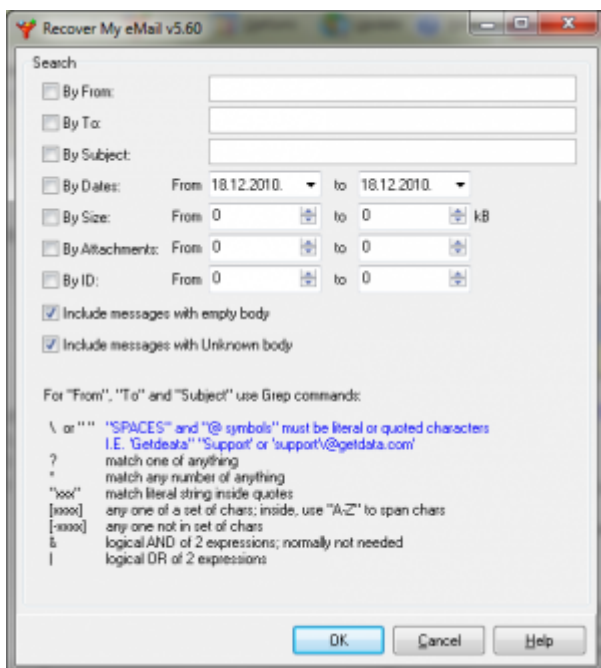 Recover My eMail v5.60
Search
By From:
By To:
By Subject:
By Dates: From 18.12.2010. to 18.12.2010.
By Size: From 0 to 0 kB
By Attachments: From 0 to 0
By ID: From 0 to 0
Include messages with empty body
Include messages with Unknown body
For "From", "To" and "Subject" use Grep commands:
\ or " " "SPACES" and "@ symbols" must be literal or quoted characters
I.E. 'Getdeata" "Support' or 'support\@getdata.com'
? match one of anything
* match any number of anything
"xxx" match literal string inside quotes
[xxxx] any one of a set of chars; inside, use "A-Z" to span chars
[-xxxx] any one not in set of chars
& logical AND of 2 expressions; normally not needed
| logical OR of 2 expressions
OK Cancel Help